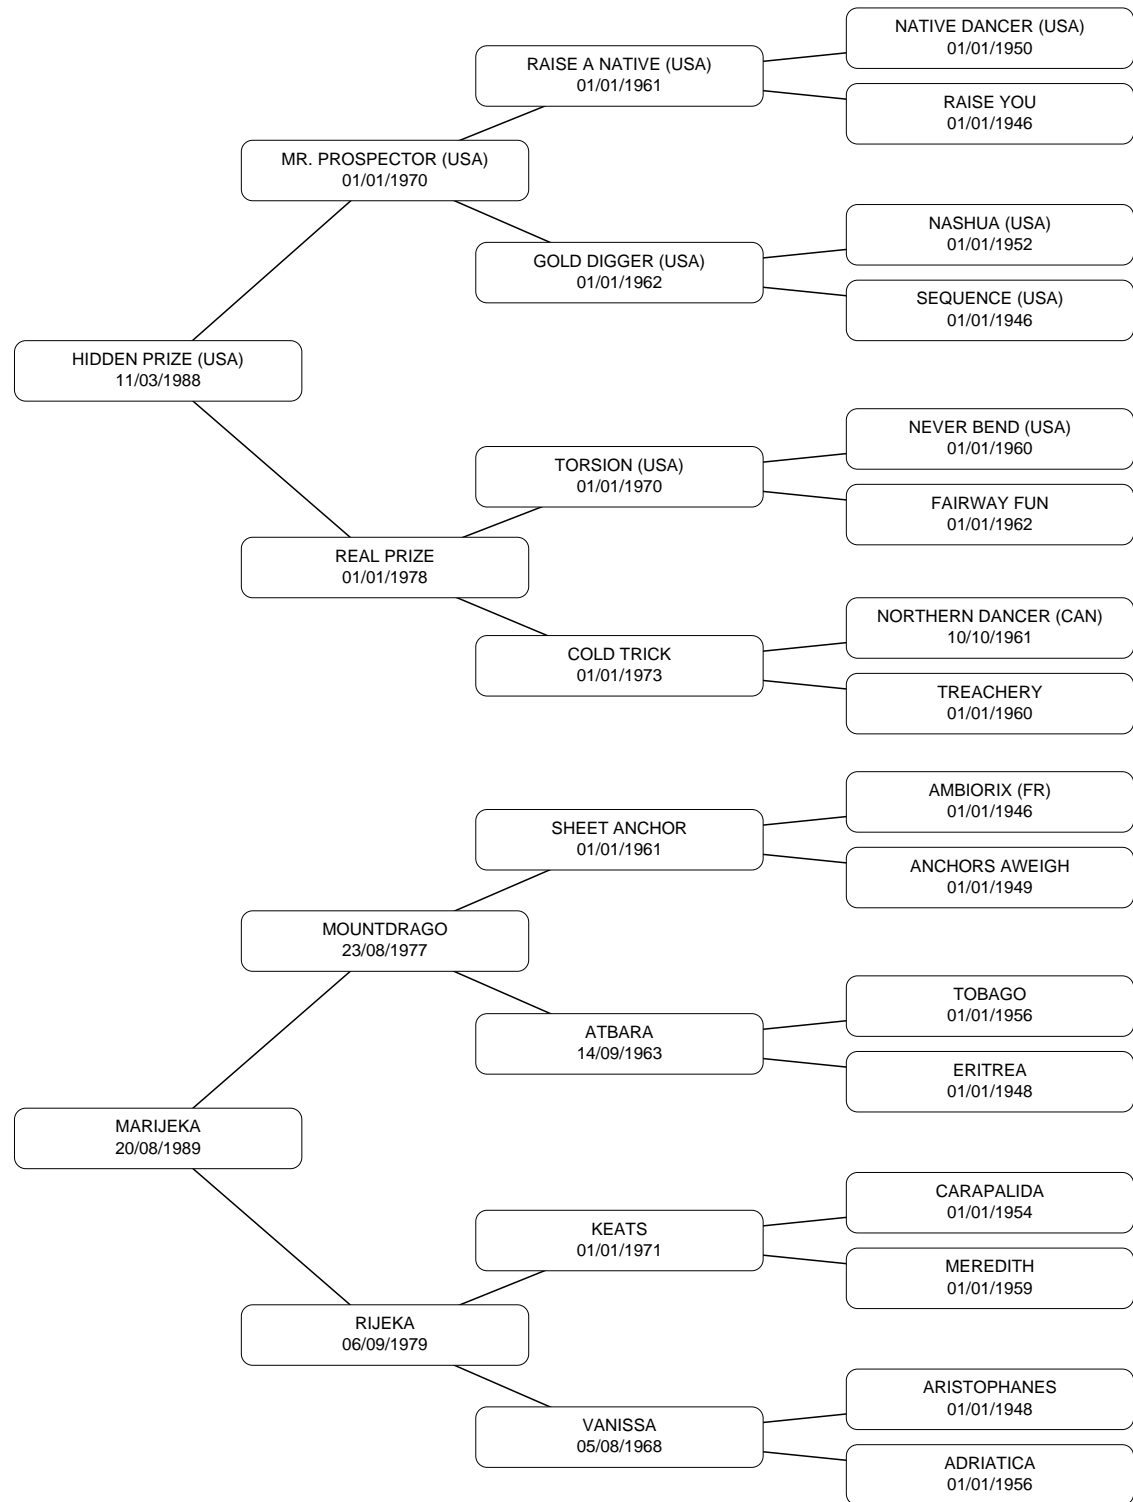 NATIVE DANCER (USA)
01/01/1950
RAISE A NATIVE (USA)
01/01/1961
RAISE YOU
01/01/1946
MR. PROSPECTOR (USA)
01/01/1970
NASHUA (USA)
01/01/1952
GOLD DIGGER (USA)
01/01/1962
SEQUENCE (USA)
01/01/1946
HIDDEN PRIZE (USA)
11/03/1988
NEVER BEND (USA)
01/01/1960
TORSION (USA)
01/01/1970
FAIRWAY FUN
01/01/1962
REAL PRIZE
01/01/1978
NORTHERN DANCER (CAN)
10/10/1961
COLD TRICK
01/01/1973
TREACHERY
01/01/1960
AMBIORIX (FR)
01/01/1946
SHEET ANCHOR
01/01/1961
ANCHORS AWEIGH
01/01/1949
MOUNTDRAGO
23/08/1977
TOBAGO
01/01/1956
ATBARA
14/09/1963
ERITREA
01/01/1948
MARIJEKA
20/08/1989
CARAPALIDA
01/01/1954
KEATS
01/01/1971
MEREDITH
01/01/1959
RIJEKA
06/09/1979
ARISTOPHANES
01/01/1948
VANISSA
05/08/1968
ADRIATICA
01/01/1956